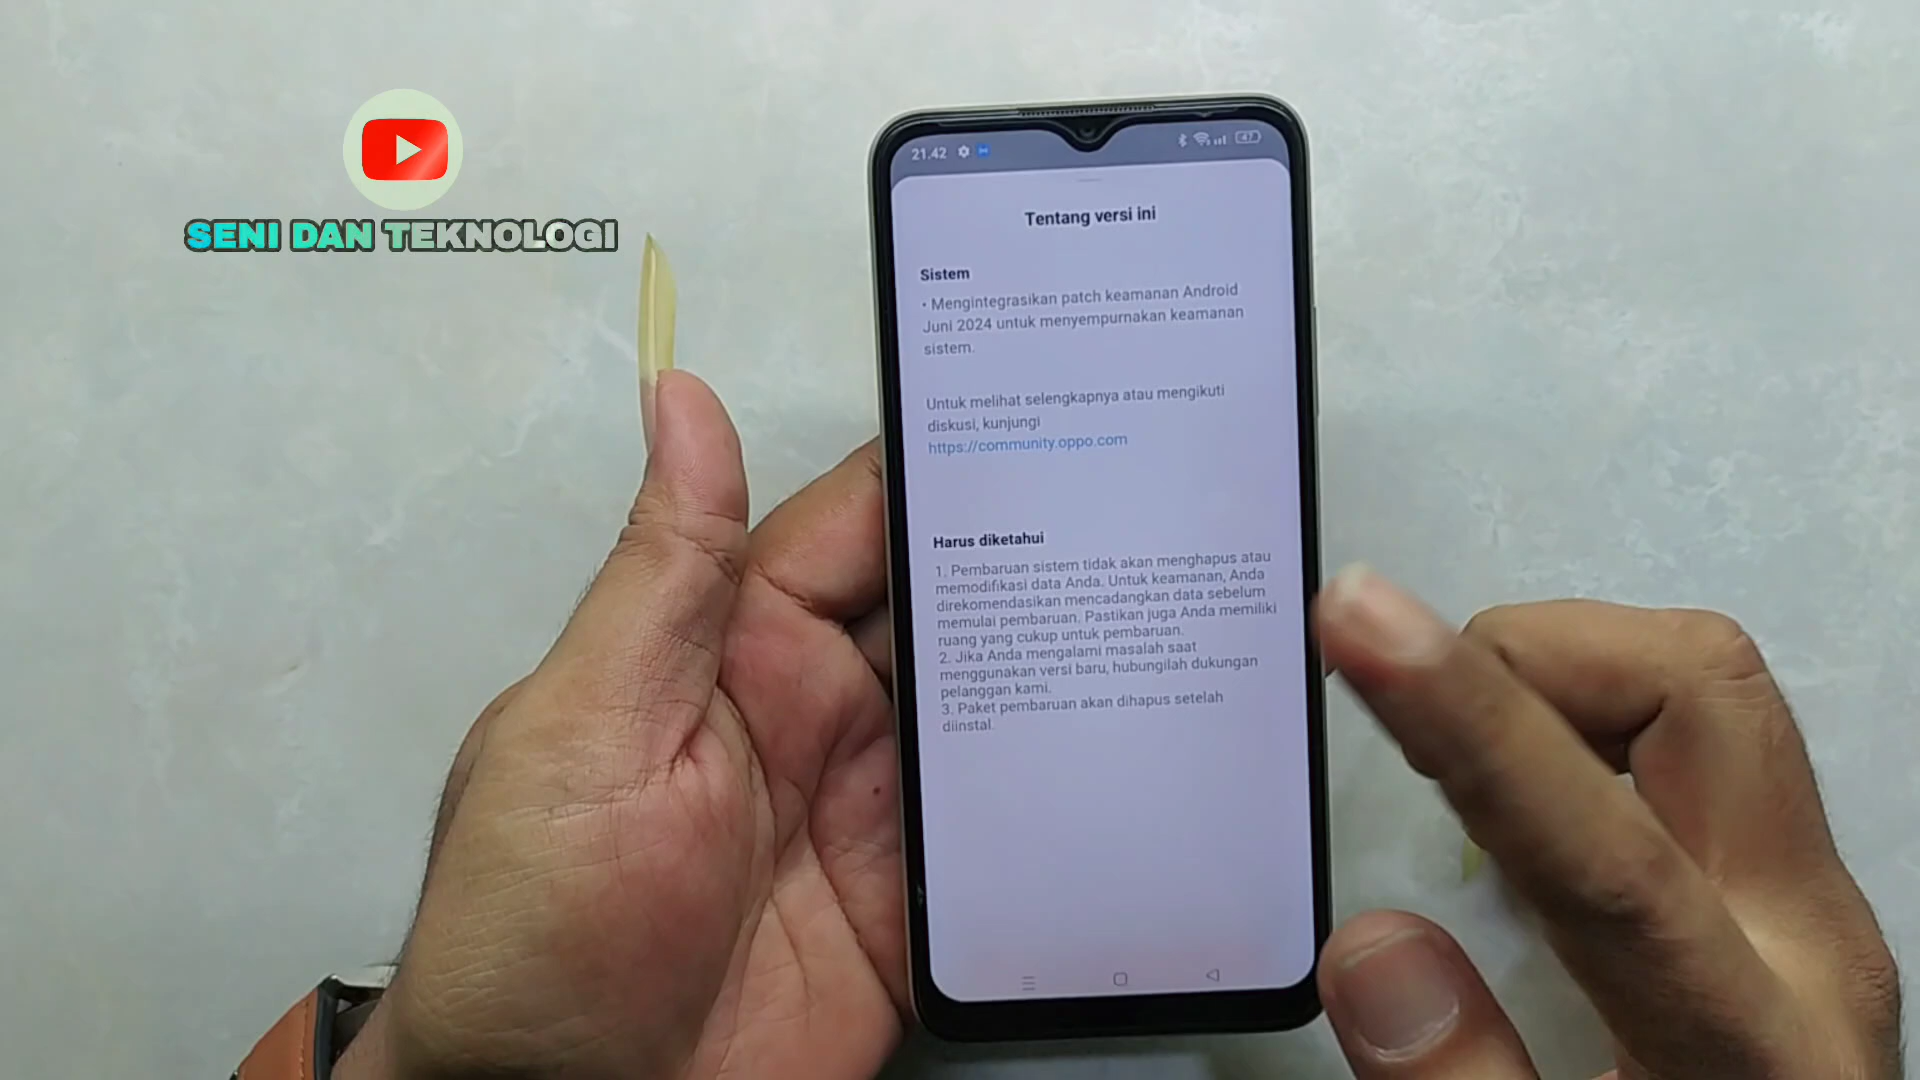 SENI DAN TEKNOLOGI
21.42
47
Tentang versi ini
Sistem
• Mengintegrasikan patch keamanan Android
Juni 2024 untuk menyempurnakan keamanan
sistem.
Untuk melihat selengkapnya atau mengikuti
diskusi, kunjungi
https://community.oppo.com
Harus diketahui
1. Pembaruan sistem tidak akan menghapus atau
memodifikasi data Anda. Untuk keamanan, Anda
direkomendasikan mencadangkan data sebelum
memulai pembaruan. Pastikan juga Anda memiliki
ruang yang cukup untuk pembaruan.
2. Jika Anda mengalami masalah saat
menggunakan versi baru, hubungilah dukungan
pelanggan kami.
3. Paket pembaruan akan dihapus setelah
diinstal.